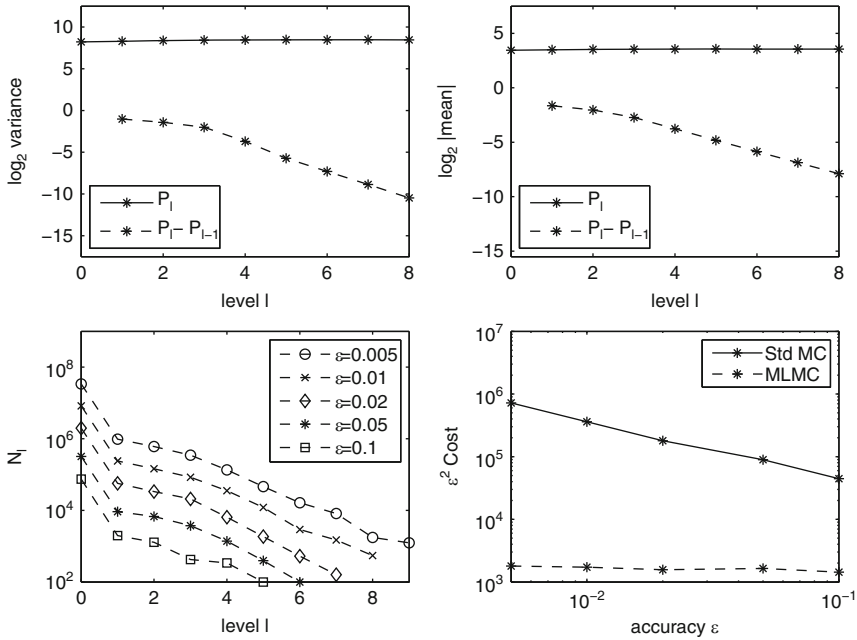 10
5
0
−5
−10
−15
log₂ variance
P_l
P_l − P_{l−1}
0 2 4 6 8
level l
5
0
−5
−10
−15
log₂ |mean|
P_l
P_l − P_{l−1}
0 2 4 6 8
level l
10⁸
10⁶
10⁴
10²
N_l
ε=0.005
ε=0.01
ε=0.02
ε=0.05
ε=0.1
0 2 4 6 8
level l
10⁷
10⁶
10⁵
10⁴
10³
ε² Cost
Std MC
MLMC
10⁻² 10⁻¹
accuracy ε